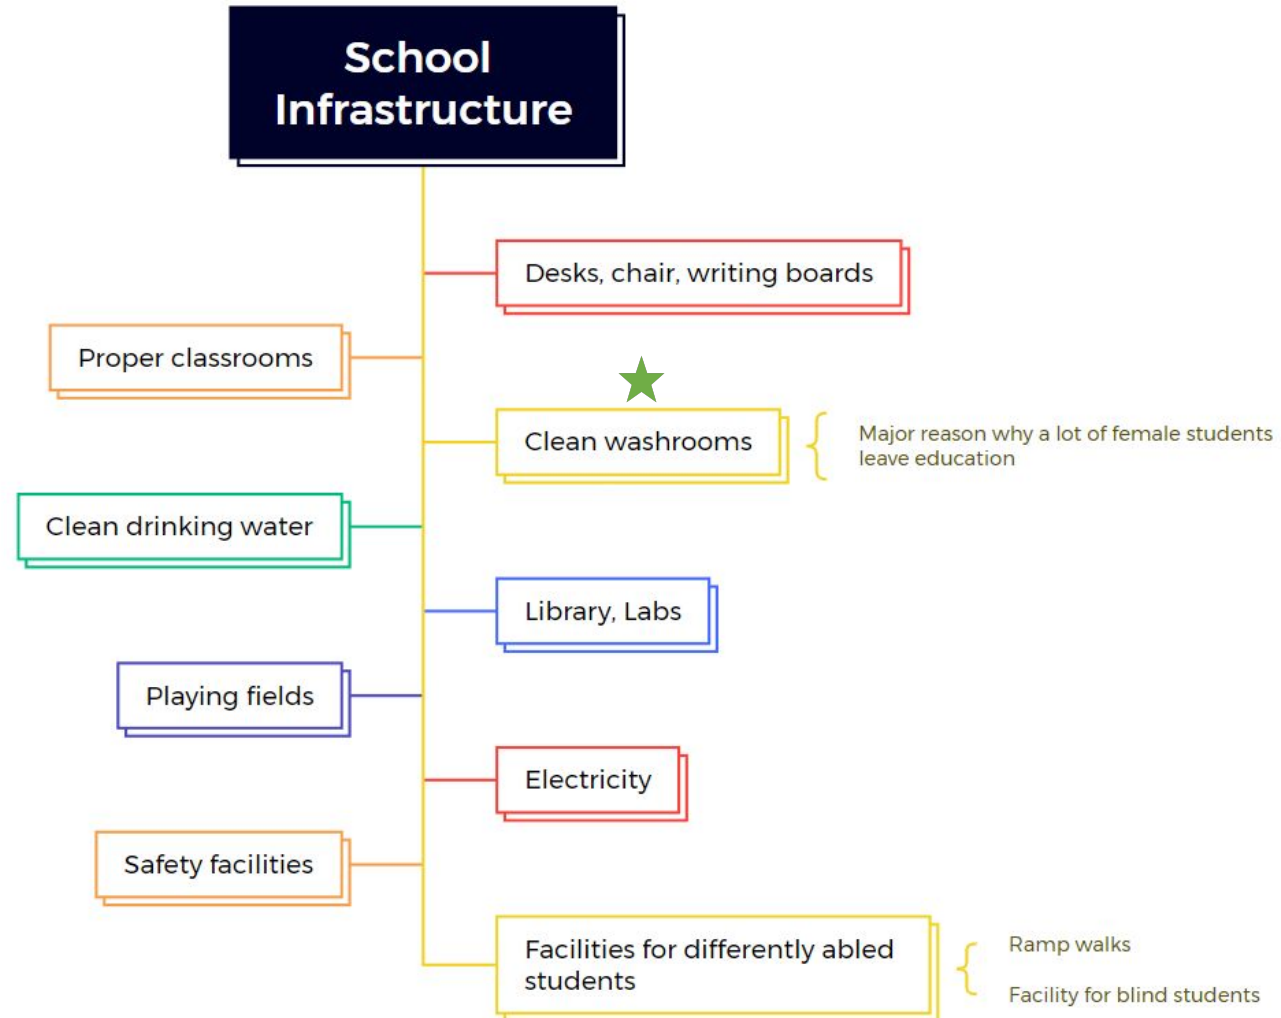 School
Infrastructure
Desks, chair, writing boards
Proper classrooms
Clean washrooms
Major reason why a lot of female students
leave education
Clean drinking water
Library, Labs
Playing fields
Electricity
Safety facilities
Facilities for differently abled
students
Ramp walks
Facility for blind students